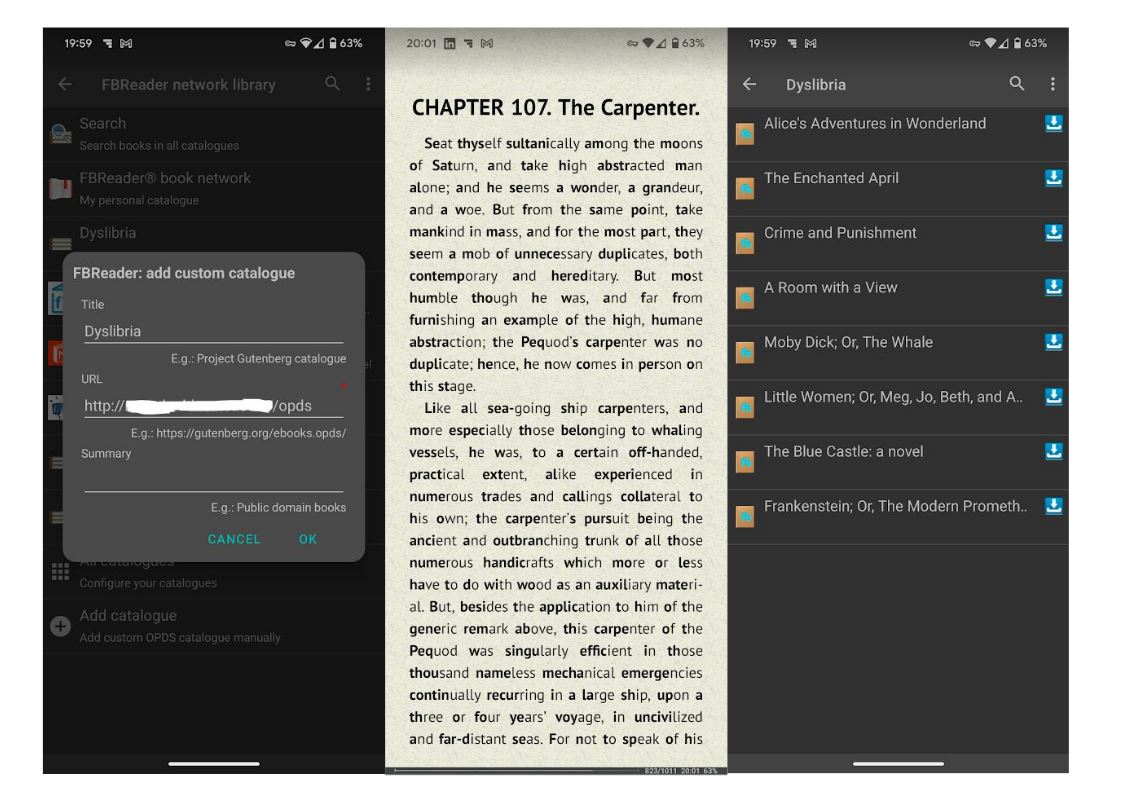 19:59 63%
FBReader network library
Search
Search books in all catalogues
FBReader® book network
My personal catalogue
Dyslibria
FBReader: add custom catalogue
Title
Dyslibria
E.g.: Project Gutenberg catalogue
URL
http:// /opds
E.g.: https://gutenberg.org/ebooks.opds/
Summary
E.g.: Public domain books
CANCEL OK
All catalogues
Configure your catalogues
Add catalogue
Add custom OPDS catalogue manually
20:01 63%
CHAPTER 107. The Carpenter.
Seat thyself sultanically among the moons
of Saturn, and take high abstracted man
alone; and he seems a wonder, a grandeur,
and a woe. But from the same point, take
mankind in mass, and for the most part, they
seem a mob of unnecessary duplicates, both
contemporary and hereditary. But most
humble though he was, and far from
furnishing an example of the high, humane
abstraction; the Pequod's carpenter was no
duplicate; hence, he now comes in person on
this stage.
Like all sea-going ship carpenters, and
more especially those belonging to whaling
vessels, he was, to a certain off-handed,
practical extent, alike experienced in
numerous trades and callings collateral to
his own; the carpenter's pursuit being the
ancient and outbranching trunk of all those
numerous handicrafts which more or less
have to do with wood as an auxiliary materi-
al. But, besides the application to him of the
generic remark above, this carpenter of the
Pequod was singularly efficient in those
thousand nameless mechanical emergencies
continually recurring in a large ship, upon a
three or four years' voyage, in uncivilized
and far-distant seas. For not to speak of his
823/1011 20:01 63%
19:59 63%
Dyslibria
Alice's Adventures in Wonderland
The Enchanted April
Crime and Punishment
A Room with a View
Moby Dick; Or, The Whale
Little Women; Or, Meg, Jo, Beth, and A..
The Blue Castle: a novel
Frankenstein; Or, The Modern Prometh..